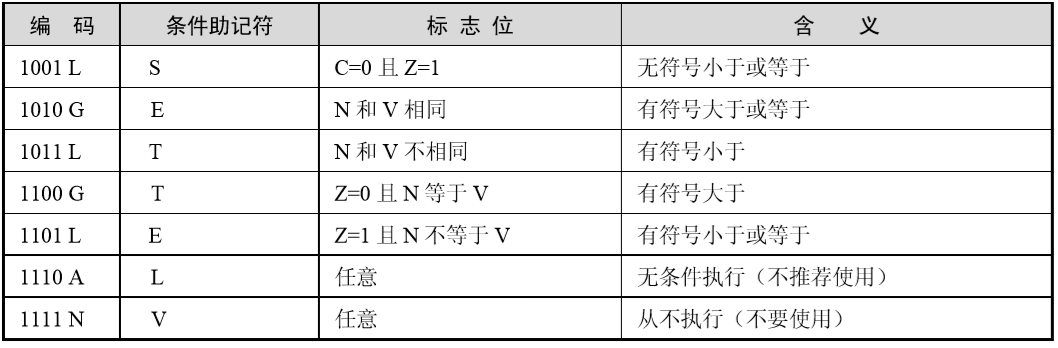 编 码 条件助记符 标 志 位 含 义
1001 L S C=0 且 Z=1 无符号小于或等于
1010 G E N 和 V 相同 有符号大于或等于
1011 L T N 和 V 不相同 有符号小于
1100 G T Z=0 且 N 等于 V 有符号大于
1101 L E Z=1 且 N 不等于 V 有符号小于或等于
1110 A L 任意 无条件执行（不推荐使用）
1111 N V 任意 从不执行（不要使用）